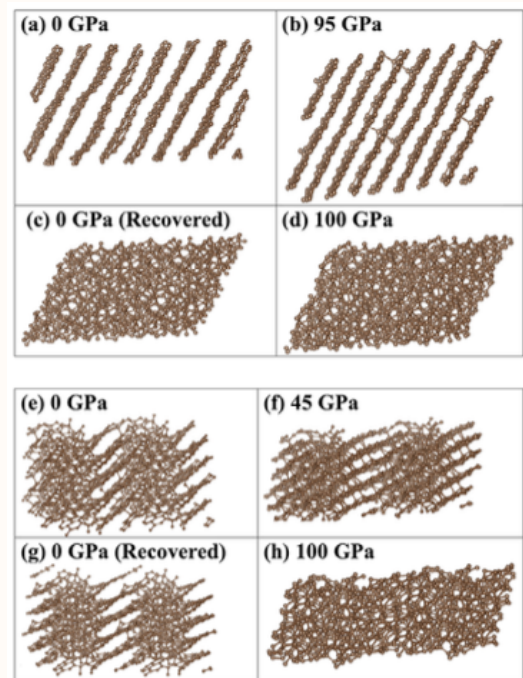 (a) 0 GPa
(b) 95 GPa
(c) 0 GPa (Recovered)
(d) 100 GPa
(e) 0 GPa
(f) 45 GPa
(g) 0 GPa (Recovered)
(h) 100 GPa